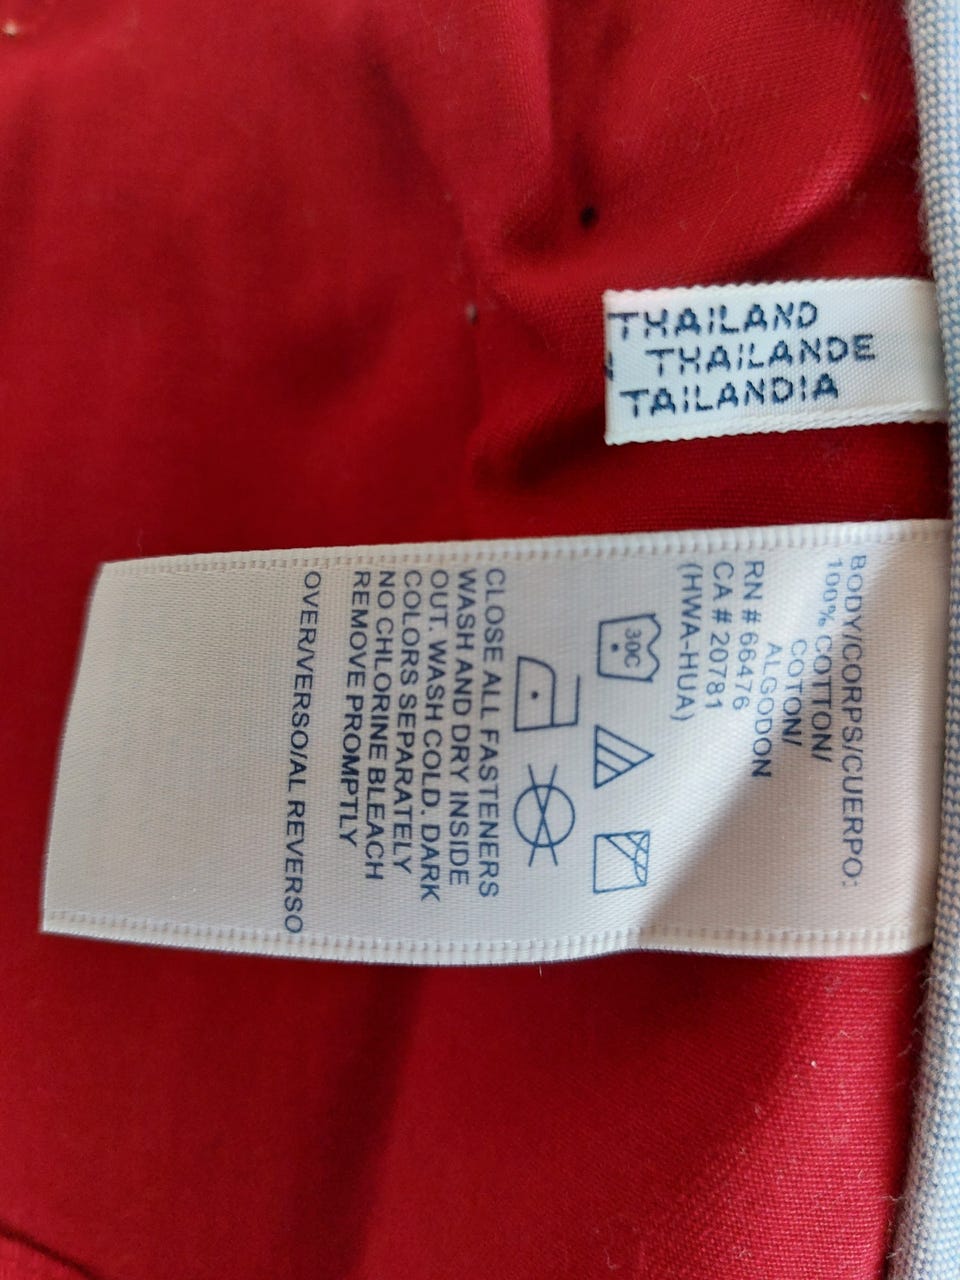 THAILAND
THAILANDE
TAILANDIA
BODY/CORPS/CUERPO:
100% COTTON/
COTON/
ALGODON
RN # 66476
CA # 20781
(HWA-HUA)
30C
CLOSE ALL FASTENERS
WASH AND DRY INSIDE
OUT. WASH COLD. DARK
COLORS SEPARATELY
NO CHLORINE BLEACH
REMOVE PROMPTLY
OVER/VERSO/AL REVERSO